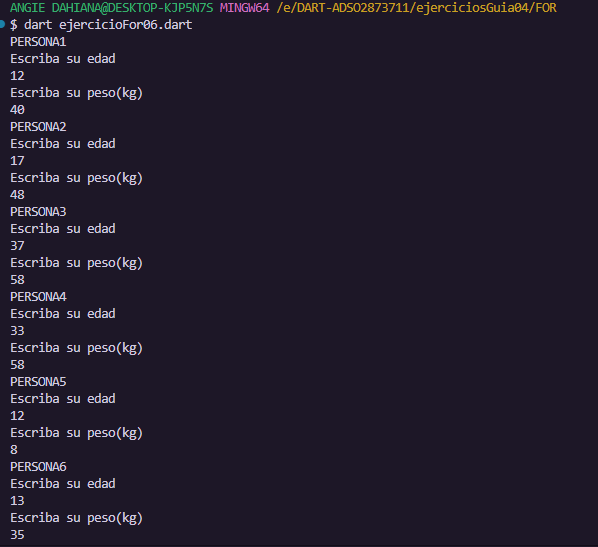 ANGIE DAHIANA@DESKTOP-KJP5N7S MINGW64 /e/DART-ADSO2873711/ejerciciosGuia04/FOR
$ dart ejercicioFor06.dart
PERSONA1
Escriba su edad
12
Escriba su peso(kg)
40
PERSONA2
Escriba su edad
17
Escriba su peso(kg)
48
PERSONA3
Escriba su edad
37
Escriba su peso(kg)
58
PERSONA4
Escriba su edad
33
Escriba su peso(kg)
58
PERSONA5
Escriba su edad
12
Escriba su peso(kg)
8
PERSONA6
Escriba su edad
13
Escriba su peso(kg)
35